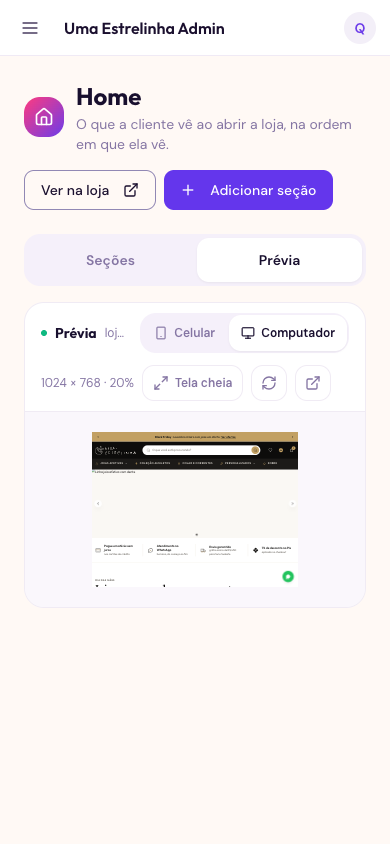 Uma Estrelinha Admin
Q
Home
O que a cliente vê ao abrir a loja, na ordem
em que ela vê.
Ver na loja
Adicionar seção
Seções
Prévia
Prévia
loj...
Celular
Computador
1024 × 768 · 20%
Tela cheia